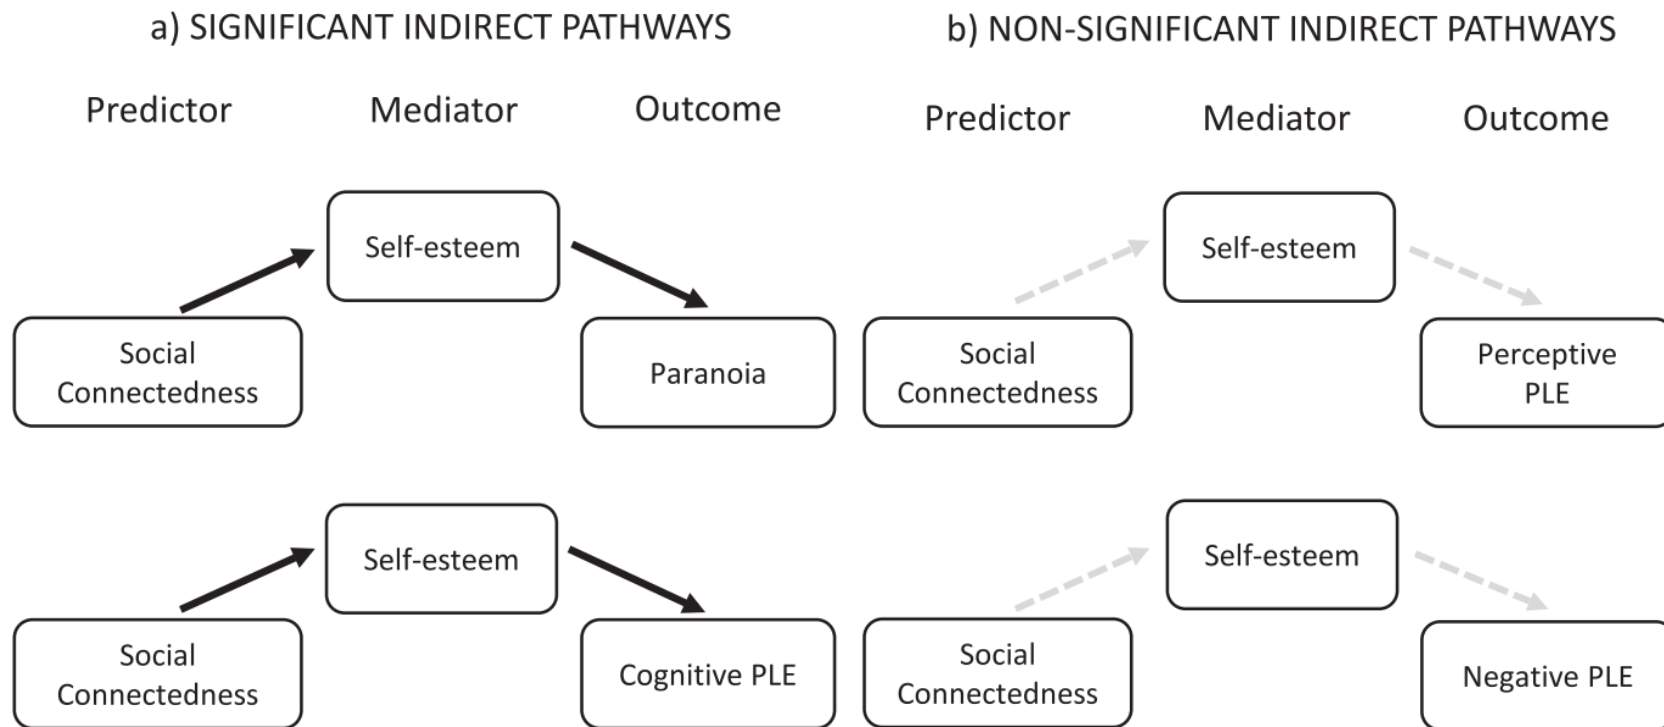 a) SIGNIFICANT INDIRECT PATHWAYS
Predictor
Mediator
Outcome
Self-esteem
Social
Connectedness
Paranoia
Self-esteem
Social
Connectedness
Cognitive PLE
b) NON-SIGNIFICANT INDIRECT PATHWAYS
Predictor
Mediator
Outcome
Self-esteem
Social
Connectedness
Perceptive
PLE
Self-esteem
Social
Connectedness
Negative PLE